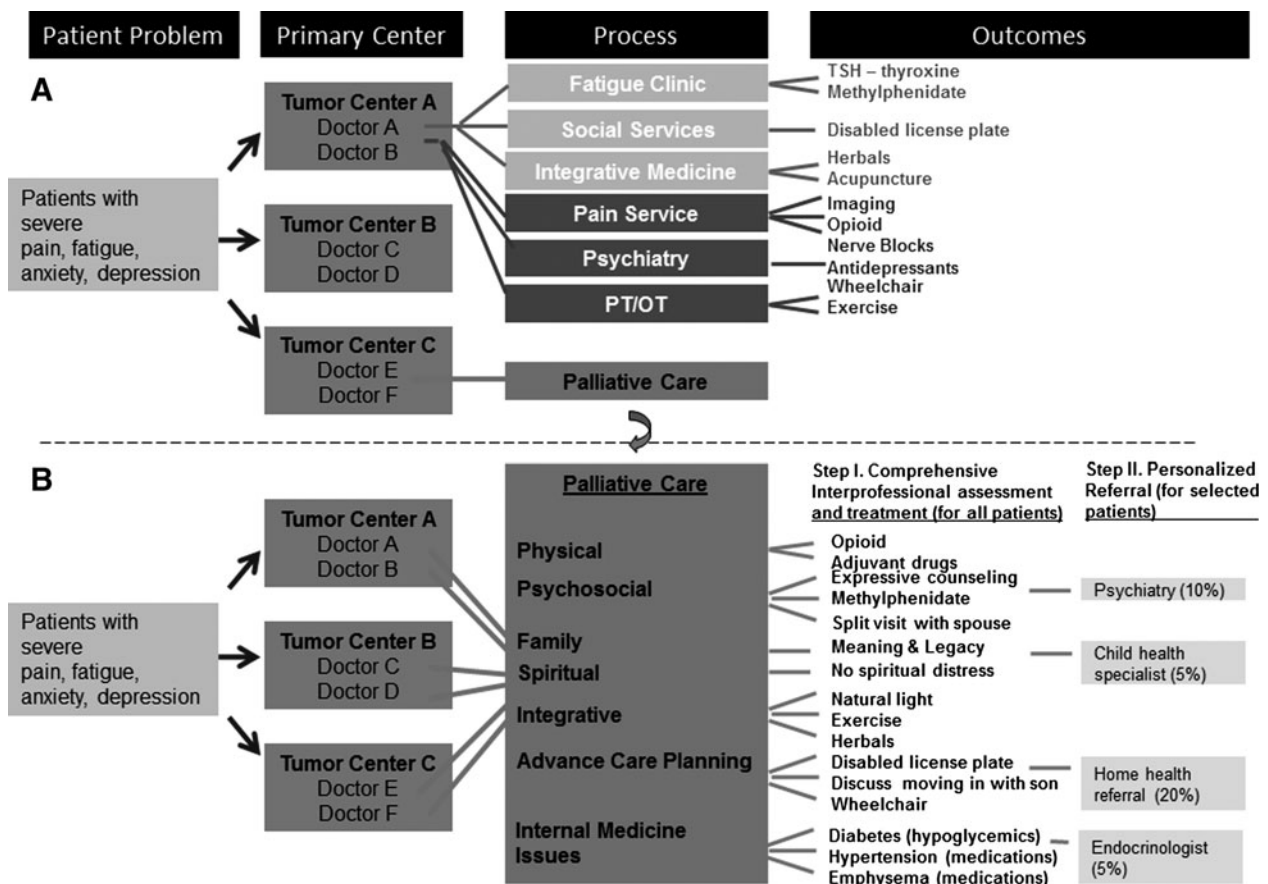 Patient Problem
Primary Center
Process
Outcomes
A
Patients with
severe
pain, fatigue,
anxiety, depression
Tumor Center A
Doctor A
Doctor B
Tumor Center B
Doctor C
Doctor D
Tumor Center C
Doctor E
Doctor F
Fatigue Clinic
Social Services
Integrative Medicine
Pain Service
Psychiatry
PT/OT
Palliative Care
TSH – thyroxine
Methylphenidate
Disabled license plate
Herbals
Acupuncture
Imaging
Opioid
Nerve Blocks
Antidepressants
Wheelchair
Exercise
B
Patients with
severe
pain, fatigue,
anxiety, depression
Tumor Center A
Doctor A
Doctor B
Tumor Center B
Doctor C
Doctor D
Tumor Center C
Doctor E
Doctor F
Palliative Care
Physical
Psychosocial
Family
Spiritual
Integrative
Advance Care Planning
Internal Medicine
Issues
Step I. Comprehensive
Interprofessional assessment
and treatment (for all patients)
Opioid
Adjuvant drugs
Expressive counseling
Methylphenidate
Split visit with spouse
Meaning & Legacy
No spiritual distress
Natural light
Exercise
Herbals
Disabled license plate
Discuss moving in with son
Wheelchair
Diabetes (hypoglycemics)
Hypertension (medications)
Emphysema (medications)
Step II. Personalized
Referral (for selected
patients)
Psychiatry (10%)
Child health
specialist (5%)
Home health
referral (20%)
Endocrinologist
(5%)